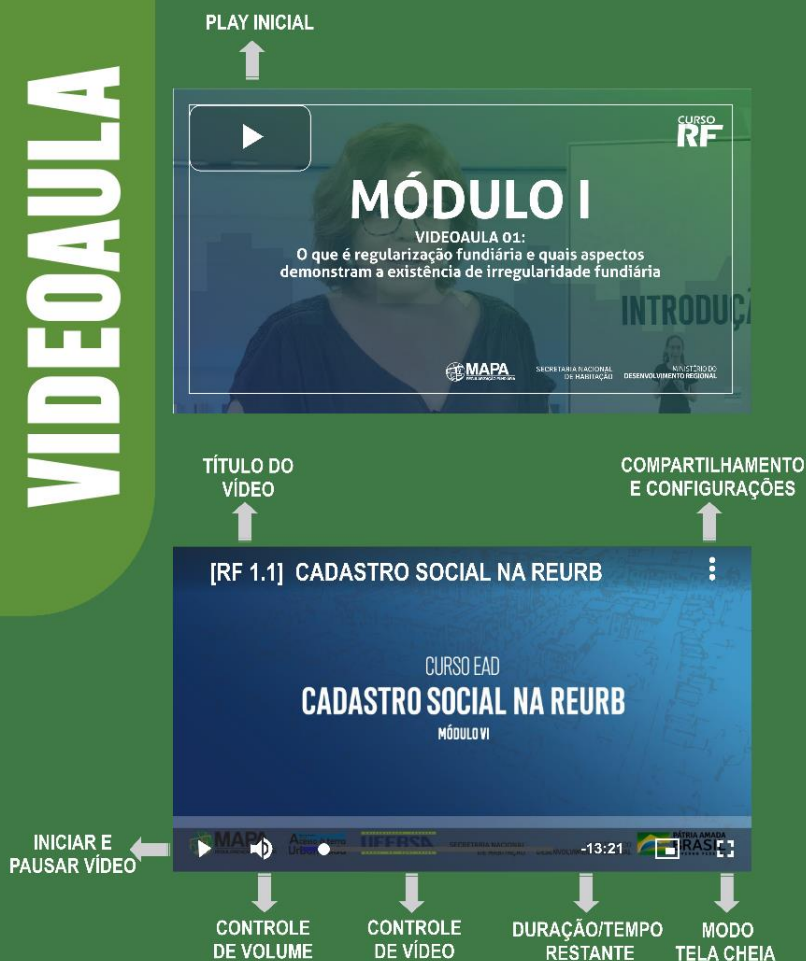 VIDEOAULA
PLAY INICIAL
CURSO
RF
MÓDULO I
VIDEOAULA 01:
O que é regularização fundiária e quais aspectos
demonstram a existência de irregularidade fundiária
INTRODUÇÃ
MAPA
SECRETARIA NACIONAL
DE HABITAÇÃO
MINISTÉRIO DO
DESENVOLVIMENTO REGIONAL
TÍTULO DO
VÍDEO
COMPARTILHAMENTO
E CONFIGURAÇÕES
[RF 1.1] CADASTRO SOCIAL NA REURB
CURSO EAD
CADASTRO SOCIAL NA REURB
MÓDULO VI
INICIAR E
PAUSAR VÍDEO
MAPA
UFERSA
SECRETARIA NACIONAL
PÁTRIA AMADA
BRASIL
-13:21
CONTROLE
DE VOLUME
CONTROLE
DE VÍDEO
DURAÇÃO/TEMPO
RESTANTE
MODO
TELA CHEIA